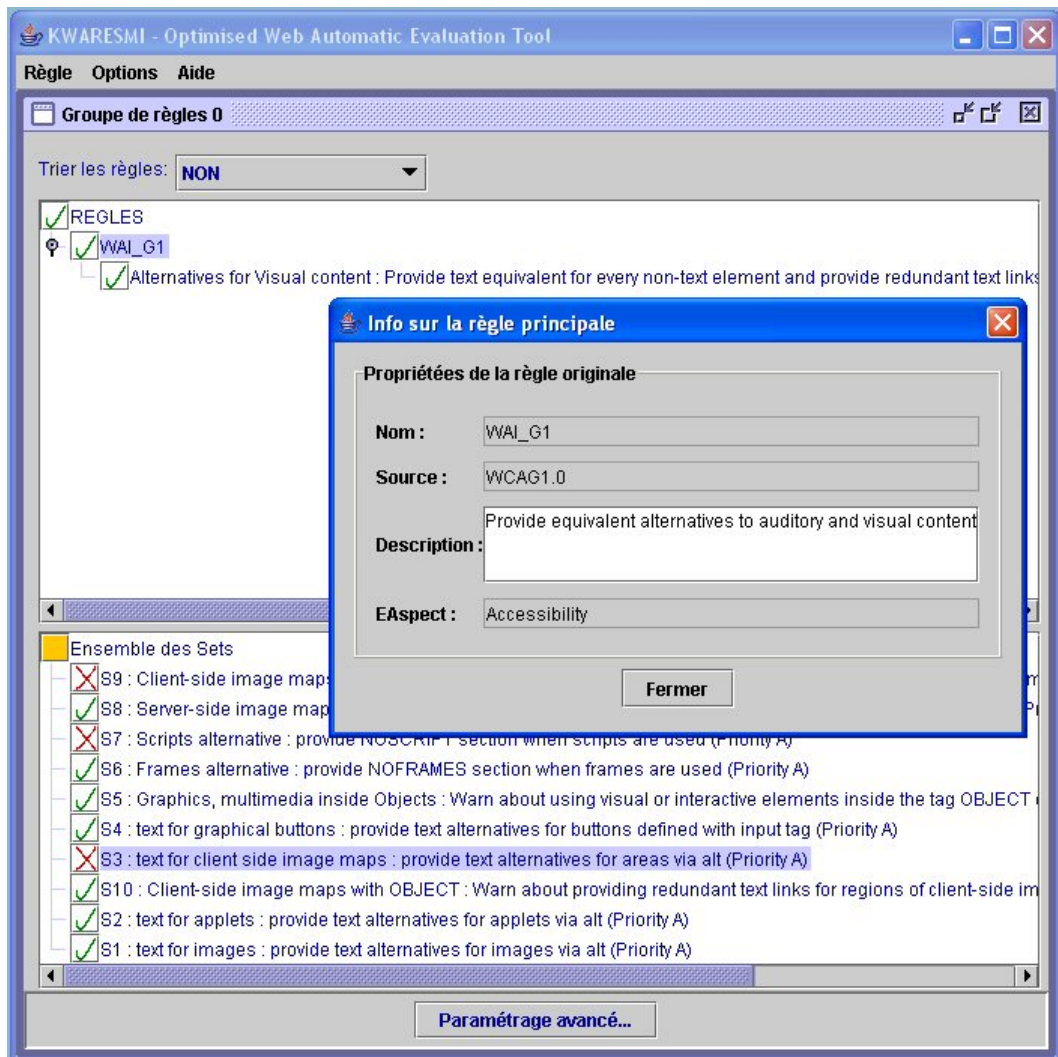 KWARESMI - Optimised Web Automatic Evaluation Tool
Règle Options Aide
Groupe de règles 0
Trier les règles: NON
REGLES
WAI_G1
Alternatives for Visual content : Provide text equivalent for every non-text element and provide redundant text links
Info sur la règle principale
Propriétées de la règle originale
Nom : WAI_G1
Source : WCAG1.0
Description : Provide equivalent alternatives to auditory and visual content
EAspect : Accessibility
Fermer
Ensemble des Sets
S9 : Client-side image maps
S8 : Server-side image map
S7 : Scripts alternative : provide NOSCRIPT section when scripts are used (Priority A)
S6 : Frames alternative : provide NOFRAMES section when frames are used (Priority A)
S5 : Graphics, multimedia inside Objects : Warn about using visual or interactive elements inside the tag OBJECT
S4 : text for graphical buttons : provide text alternatives for buttons defined with input tag (Priority A)
S3 : text for client side image maps : provide text alternatives for areas via alt (Priority A)
S10 : Client-side image maps with OBJECT : Warn about providing redundant text links for regions of client-side im
S2 : text for applets : provide text alternatives for applets via alt (Priority A)
S1 : text for images : provide text alternatives for images via alt (Priority A)
Paramétrage avancé...